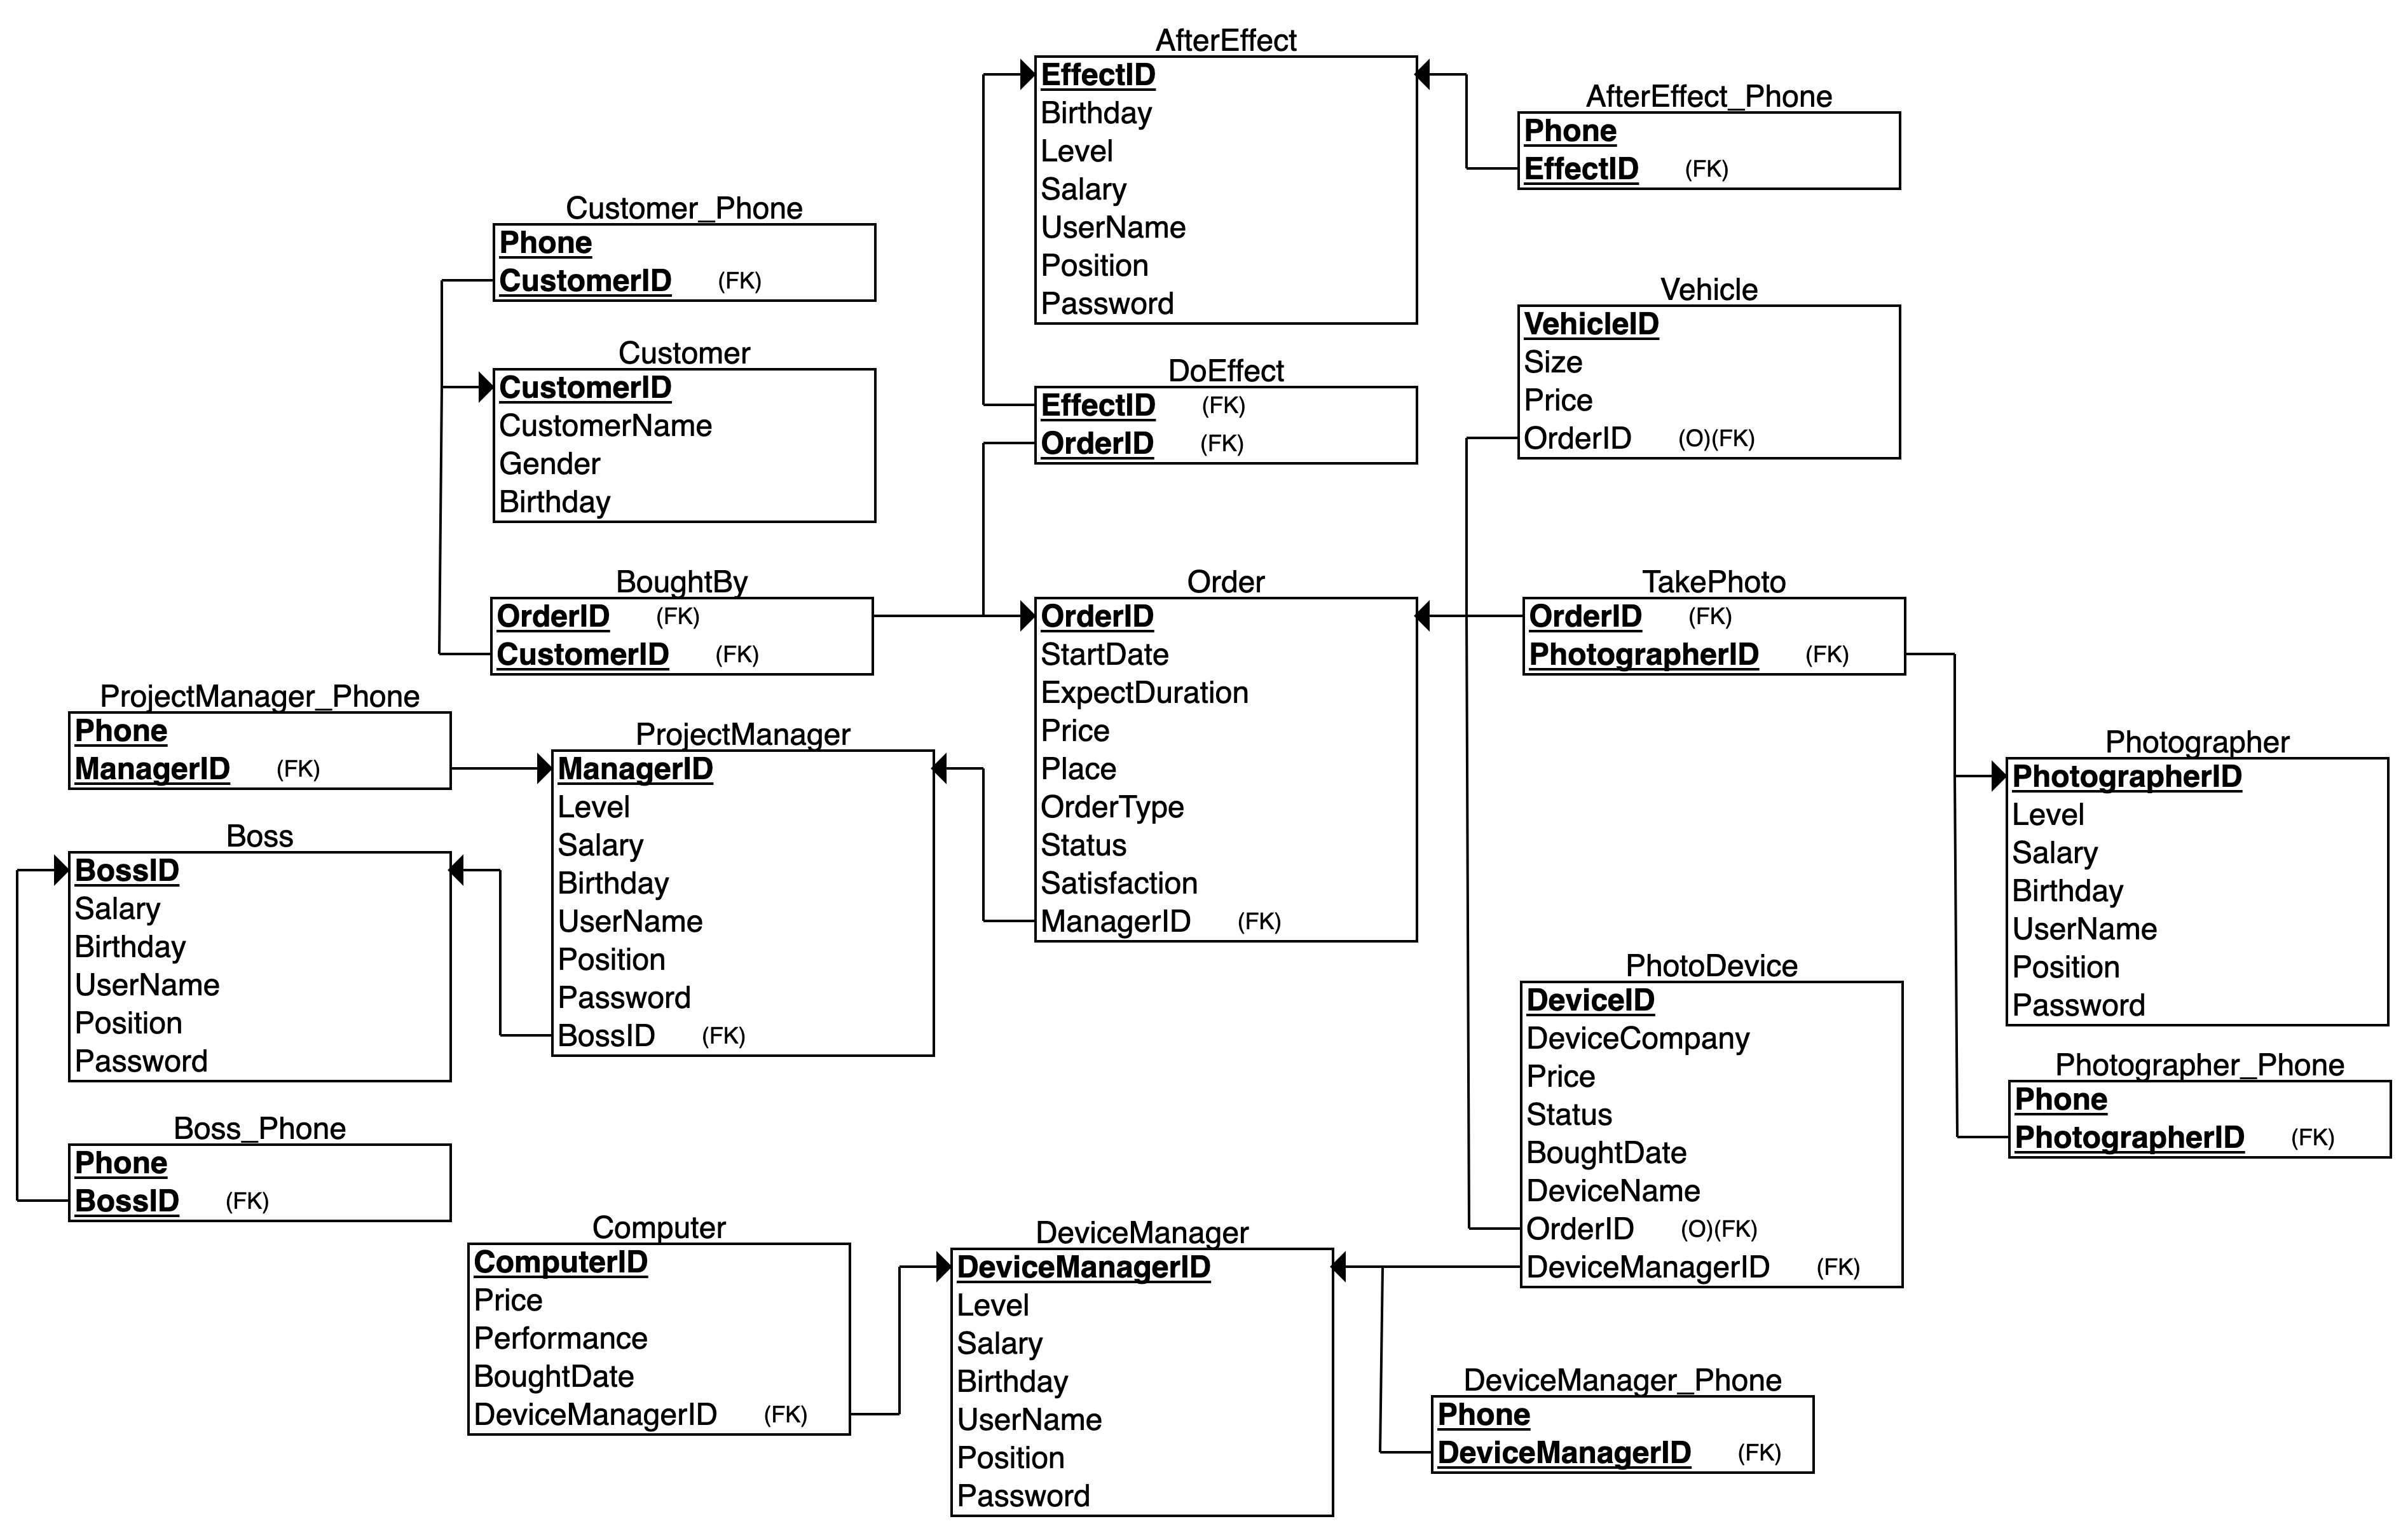 AfterEffect
EffectID
Birthday
Level
Salary
UserName
Position
Password
AfterEffect_Phone
Phone
EffectID (FK)
Customer_Phone
Phone
CustomerID (FK)
Customer
CustomerID
CustomerName
Gender
Birthday
DoEffect
EffectID (FK)
OrderID (FK)
Vehicle
VehicleID
Size
Price
OrderID (O)(FK)
BoughtBy
OrderID (FK)
CustomerID (FK)
Order
OrderID
StartDate
ExpectDuration
Price
Place
OrderType
Status
Satisfaction
ManagerID (FK)
TakePhoto
OrderID (FK)
PhotographerID (FK)
ProjectManager_Phone
Phone
ManagerID (FK)
ProjectManager
ManagerID
Level
Salary
Birthday
UserName
Position
Password
BossID (FK)
Photographer
PhotographerID
Level
Salary
Birthday
UserName
Position
Password
Boss
BossID
Salary
Birthday
UserName
Position
Password
PhotoDevice
DeviceID
DeviceCompany
Price
Status
BoughtDate
DeviceName
OrderID (O)(FK)
DeviceManagerID (FK)
Photographer_Phone
Phone
PhotographerID (FK)
Boss_Phone
Phone
BossID (FK)
Computer
ComputerID
Price
Performance
BoughtDate
DeviceManagerID (FK)
DeviceManager
DeviceManagerID
Level
Salary
Birthday
UserName
Position
Password
DeviceManager_Phone
Phone
DeviceManagerID (FK)